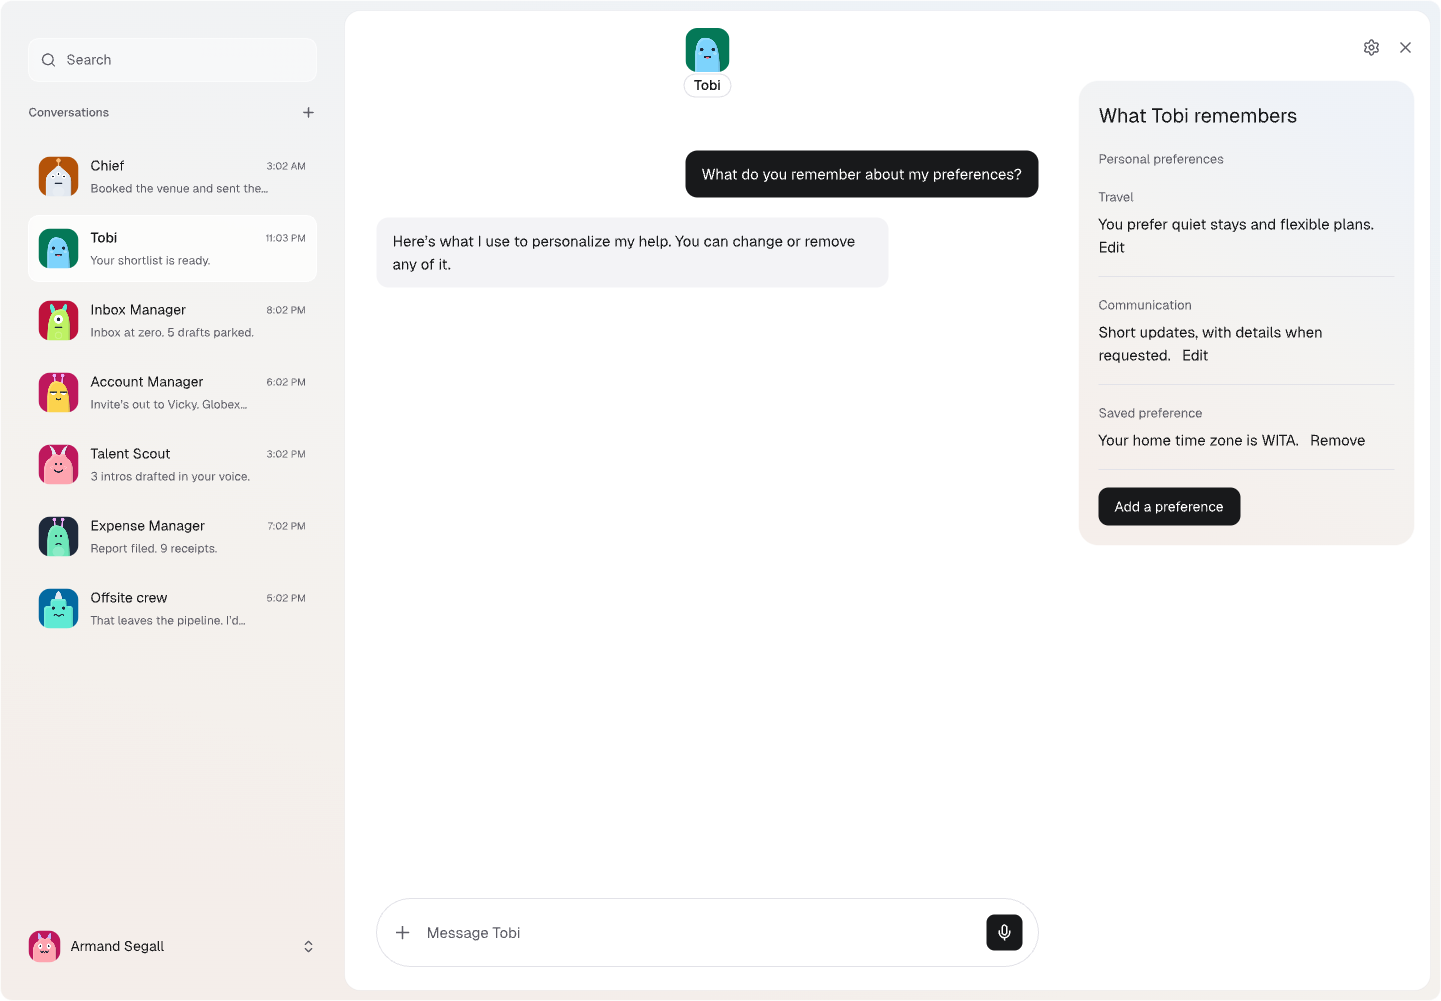 Search
Conversations
Chief
3:02 AM
Booked the venue and sent the...
Tobi
11:03 PM
Your shortlist is ready.
Inbox Manager
8:02 PM
Inbox at zero. 5 drafts parked.
Account Manager
6:02 PM
Invite's out to Vicky. Globex...
Talent Scout
3:02 PM
3 intros drafted in your voice.
Expense Manager
7:02 PM
Report filed. 9 receipts.
Offsite crew
5:02 PM
That leaves the pipeline. I'd...
Armand Segall
Tobi
What do you remember about my preferences?
Here's what I use to personalize my help. You can change or remove
any of it.
Message Tobi
What Tobi remembers
Personal preferences
Travel
You prefer quiet stays and flexible plans.
Edit
Communication
Short updates, with details when
requested. Edit
Saved preference
Your home time zone is WITA. Remove
Add a preference